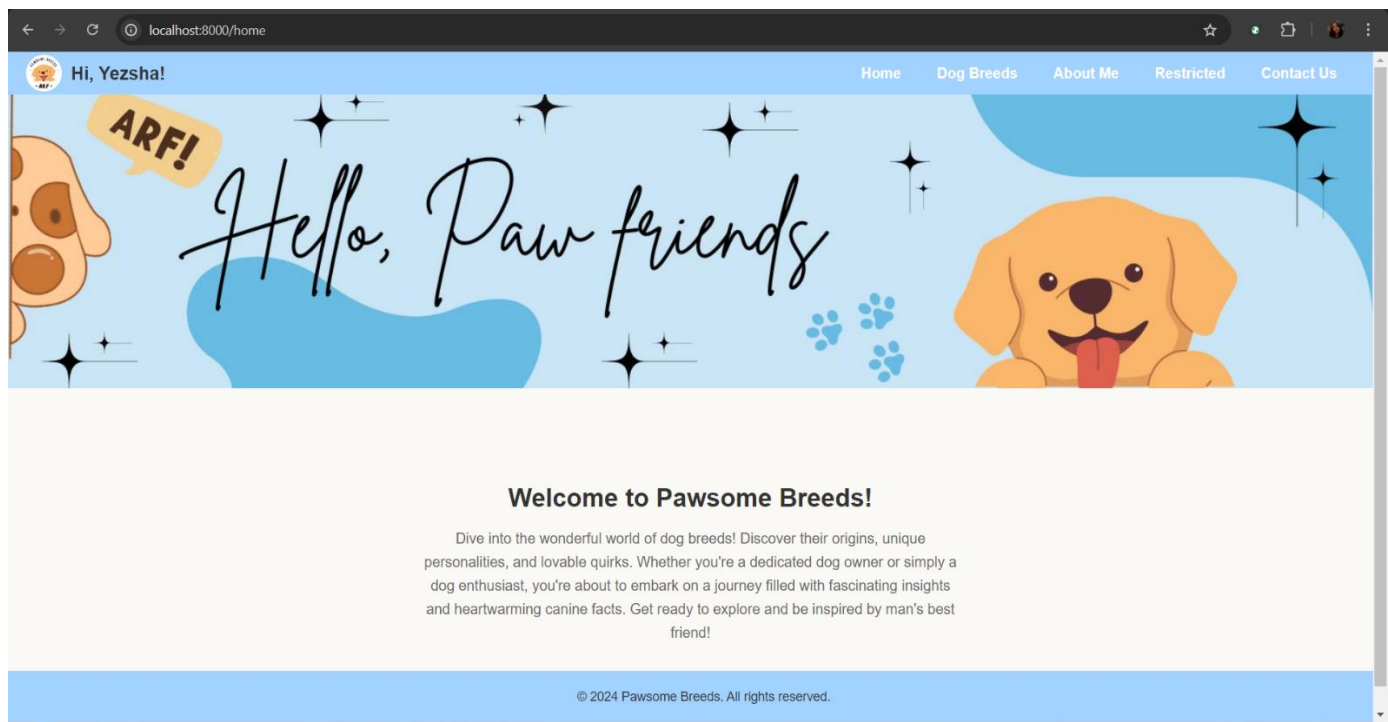 localhost:8000/home
Hi, Yezsha!
Home Dog Breeds About Me Restricted Contact Us
ARF!
Hello, Paw friends
Welcome to Pawsome Breeds!
Dive into the wonderful world of dog breeds! Discover their origins, unique
personalities, and lovable quirks. Whether you're a dedicated dog owner or simply a
dog enthusiast, you're about to embark on a journey filled with fascinating insights
and heartwarming canine facts. Get ready to explore and be inspired by man's best
friend!
© 2024 Pawsome Breeds. All rights reserved.